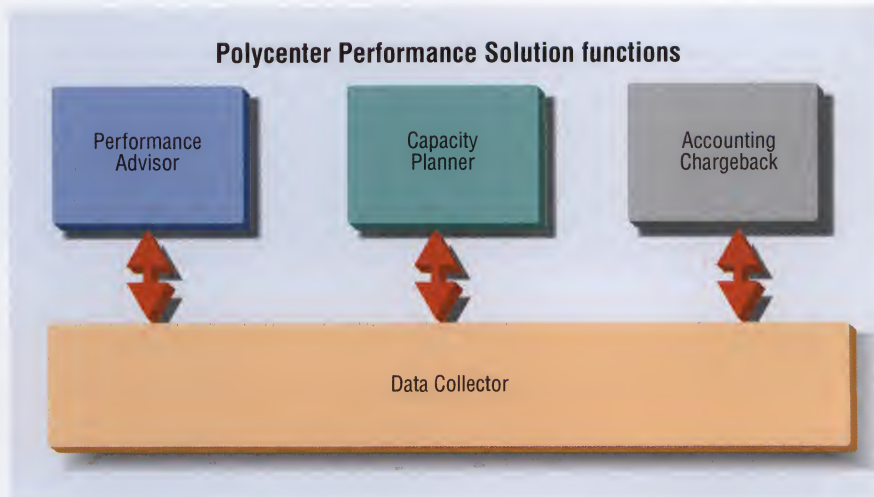 Polycenter Performance Solution functions
Performance
Advisor
Capacity
Planner
Accounting
Chargeback
Data Collector